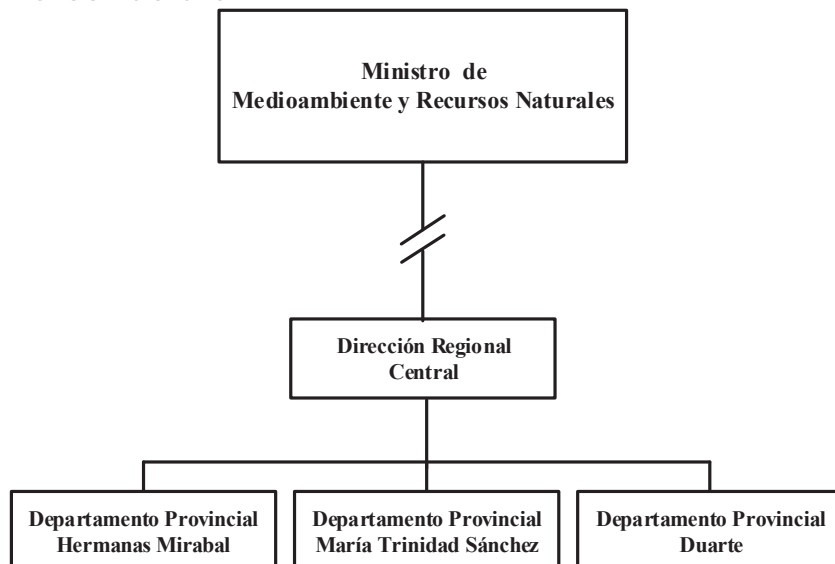 Ministro de
Medioambiente y Recursos Naturales
Dirección Regional
Central
Departamento Provincial
Hermanas Mirabal
Departamento Provincial
María Trinidad Sánchez
Departamento Provincial
Duarte